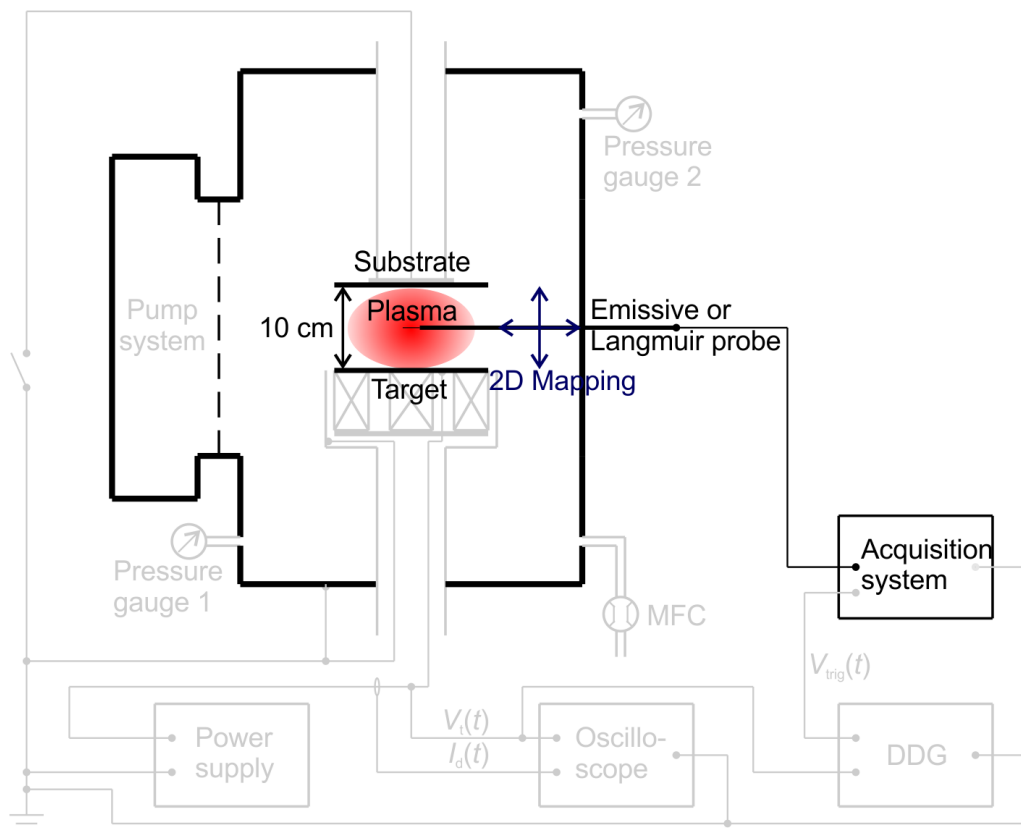 Pressure
gauge 2
Substrate
Plasma
10 cm
Emissive or
Langmuir probe
Pump
system
Target
2D Mapping
Acquisition
system
Pressure
gauge 1
MFC
Vtrig(t)
Vt(t)
Id(t)
Power
supply
Oscillo-
scope
DDG